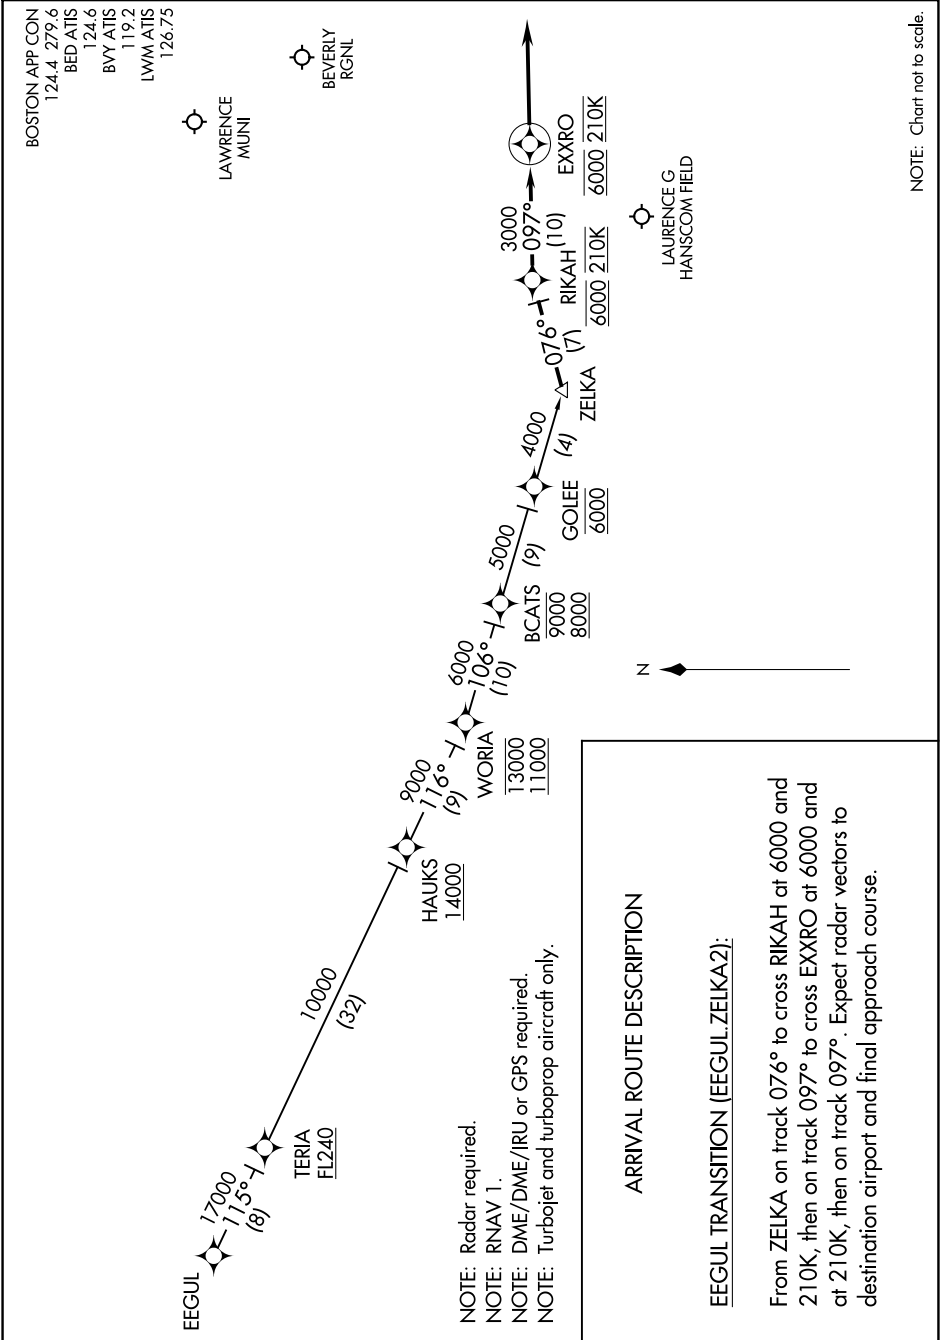 BOSTON APP CON
124.4 279.6
BED ATIS
124.6
BVY ATIS
119.2
LWM ATIS
126.75
LAWRENCE
MUNI
BEVERLY
RGNL
EEGUL
17000
115°
(8)
TERIA
FL240
10000
(32)
HAUKS
14000
9000
116°
(9)
WORIA
13000
11000
6000
106°
(10)
BCATS
9000
8000
5000
(9)
GOLEE
6000
4000
(4)
ZELKA
076°
(7)
RIKAH
6000 210K
3000
097°
(10)
EXXRO
6000 210K
LAURENCE G
HANSCOM FIELD
N
NOTE: Radar required.
NOTE: RNAV 1.
NOTE: DME/DME/IRU or GPS required.
NOTE: Turbojet and turboprop aircraft only.
ARRIVAL ROUTE DESCRIPTION
EEGUL TRANSITION (EEGUL.ZELKA2):
From ZELKA on track 076° to cross RIKAH at 6000 and
210K, then on track 097° to cross EXXRO at 6000 and
at 210K, then on track 097°. Expect radar vectors to
destination airport and final approach course.
NOTE: Chart not to scale.